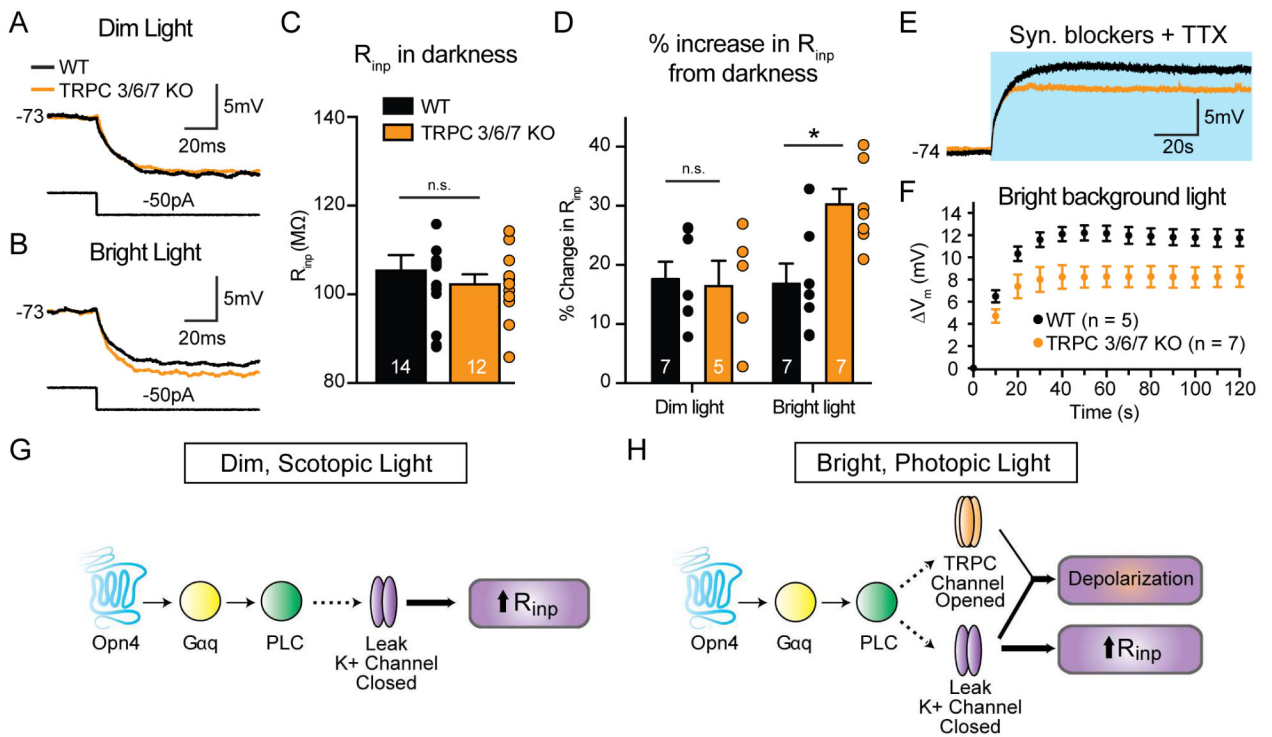 A
Dim Light
WT
TRPC 3/6/7 KO
-73
5mV
20ms
-50pA
B
Bright Light
5mV
-73
20ms
-50pA
C
Rinp in darkness
WT
TRPC 3/6/7 KO
140
120
100
80
Rinp (MΩ)
n.s.
14
12
D
% increase in Rinp
from darkness
40
30
20
10
0
% Change in Rinp
n.s.
*
7
5
7
7
Dim light
Bright light
E
Syn. blockers + TTX
5mV
20s
-74
F
Bright background light
14
12
10
8
6
4
2
0
ΔVm (mV)
WT (n = 5)
TRPC 3/6/7 KO (n = 7)
0
20
40
60
80
100
120
Time (s)
G
Dim, Scotopic Light
Opn4
Gαq
PLC
Leak
K+ Channel
Closed
⬆Rinp
H
Bright, Photopic Light
Opn4
Gαq
PLC
TRPC
Channel
Opened
Depolarization
Leak
K+ Channel
Closed
⬆Rinp